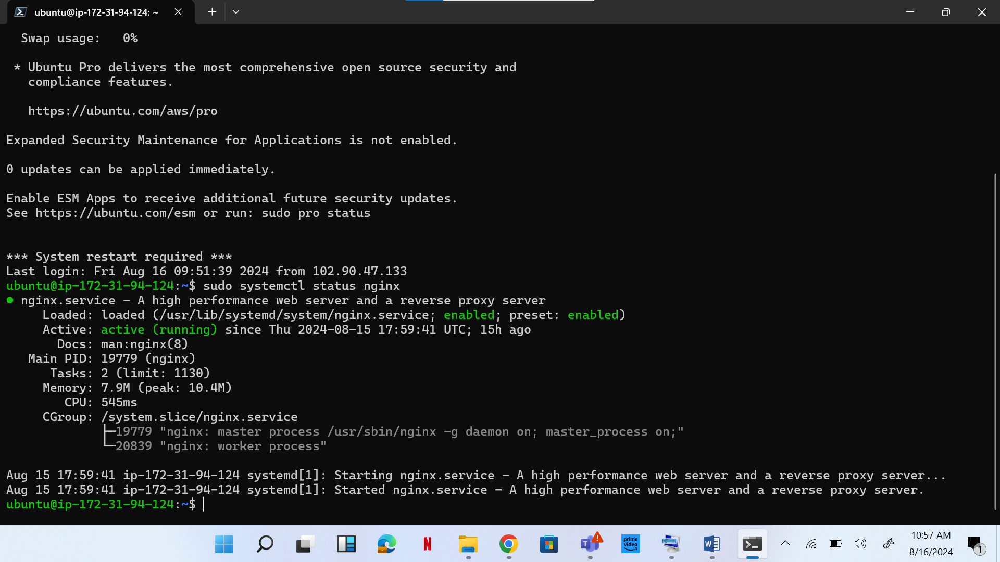 ubuntu@ip-172-31-94-124: ~
Swap usage:   0%
* Ubuntu Pro delivers the most comprehensive open source security and
compliance features.
https://ubuntu.com/aws/pro
Expanded Security Maintenance for Applications is not enabled.
0 updates can be applied immediately.
Enable ESM Apps to receive additional future security updates.
See https://ubuntu.com/esm or run: sudo pro status
*** System restart required ***
Last login: Fri Aug 16 09:51:39 2024 from 102.90.47.133
ubuntu@ip-172-31-94-124:~$ sudo systemctl status nginx
● nginx.service - A high performance web server and a reverse proxy server
Loaded: loaded (/usr/lib/systemd/system/nginx.service; enabled; preset: enabled)
Active: active (running) since Thu 2024-08-15 17:59:41 UTC; 15h ago
Docs: man:nginx(8)
Main PID: 19779 (nginx)
Tasks: 2 (limit: 1130)
Memory: 7.9M (peak: 10.4M)
CPU: 545ms
CGroup: /system.slice/nginx.service
├─19779 "nginx: master process /usr/sbin/nginx -g daemon on; master_process on;"
└─20839 "nginx: worker process"
Aug 15 17:59:41 ip-172-31-94-124 systemd[1]: Starting nginx.service - A high performance web server and a reverse proxy server...
Aug 15 17:59:41 ip-172-31-94-124 systemd[1]: Started nginx.service - A high performance web server and a reverse proxy server.
ubuntu@ip-172-31-94-124:~$
N
T
prime video
W
10:57 AM
8/16/2024
1